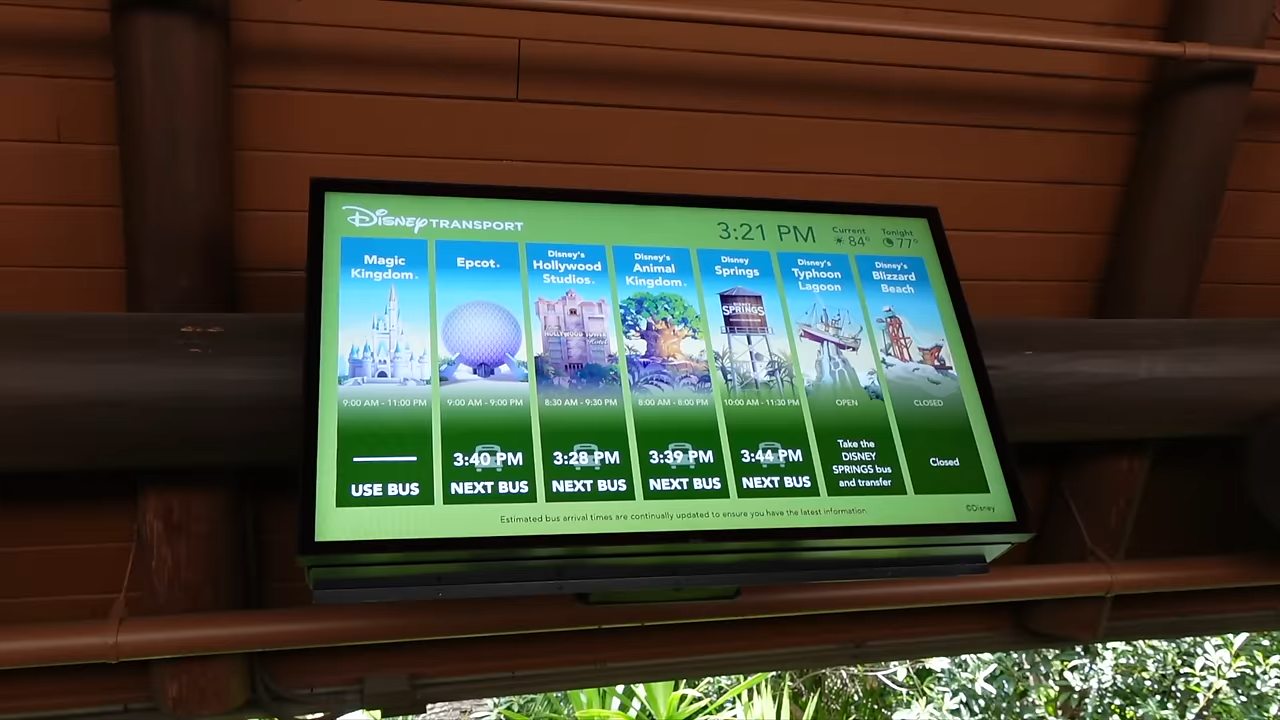 DISNEY TRANSPORT
3:21 PM
Current
84°
Tonight
77°
Magic
Kingdom
9:00 AM - 11:00 PM
USE BUS
Epcot
9:00 AM - 9:00 PM
3:40 PM
NEXT BUS
Disney's
Hollywood
Studios
HOLLYWOOD TOWER
Hotel
8:30 AM - 9:30 PM
3:28 PM
NEXT BUS
Disney's
Animal
Kingdom
8:00 AM - 8:00 PM
3:39 PM
NEXT BUS
Disney
Springs
DISNEY
SPRINGS
10:00 AM - 11:30 PM
3:44 PM
NEXT BUS
Disney's
Typhoon
Lagoon
OPEN
Take the
DISNEY
SPRINGS bus
and transfer
Disney's
Blizzard
Beach
CLOSED
Closed
Estimated bus arrival times are continually updated to ensure you have the latest information.
©Disney